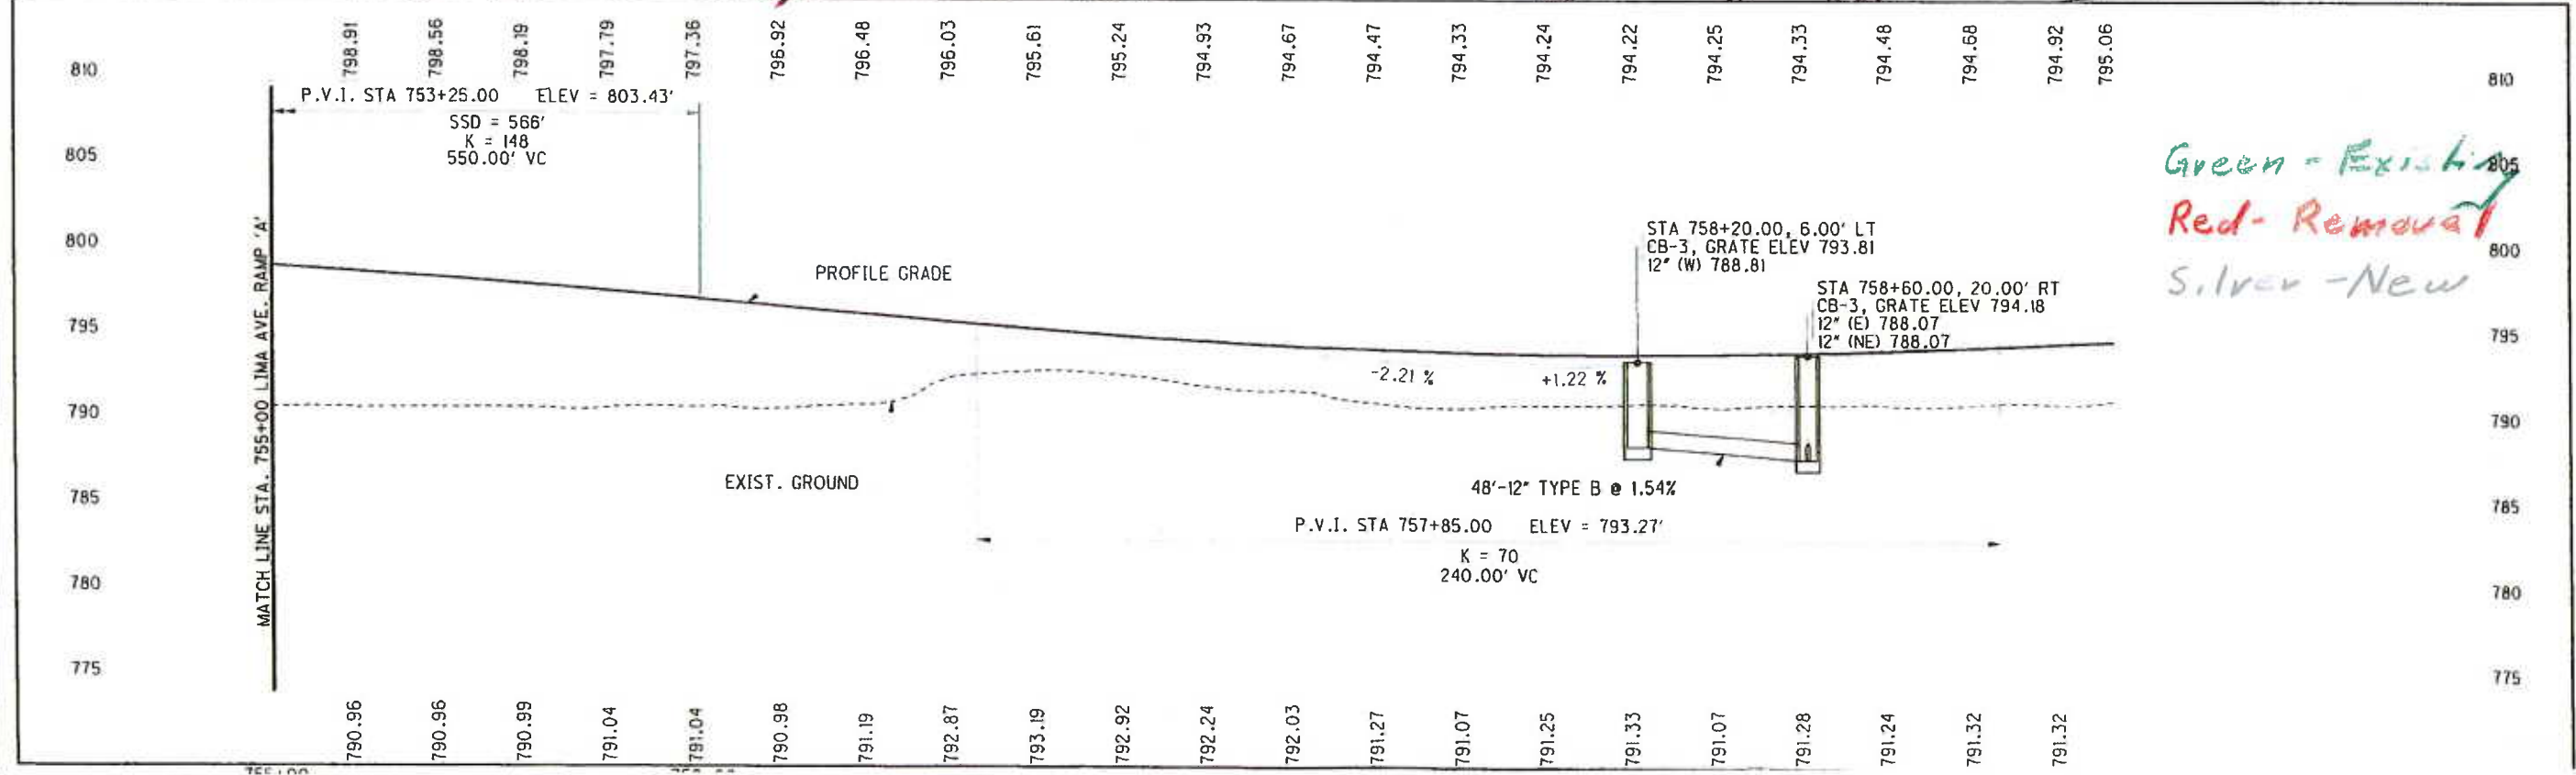 798.91 798.56 798.19 797.79 797.36 796.92 796.48 796.03 795.61 795.24 794.93 794.67 794.47 794.33 794.24 794.22 794.25 794.33 794.48 794.68 794.92 795.06
810
805
800
795
790
785
780
775
MATCH LINE STA. 755+00 LIMA AVE. RAMP 'A'
P.V.I. STA 753+25.00 ELEV = 803.43'
SSD = 566'
K = 148
550.00' VC
PROFILE GRADE
EXIST. GROUND
-2.21 %
+1.22 %
STA 758+20.00, 6.00' LT
CB-3, GRATE ELEV 793.81
12" (W) 788.81
STA 758+60.00, 20.00' RT
CB-3, GRATE ELEV 794.18
12" (E) 788.07
12" (NE) 788.07
48'-12" TYPE B @ 1.54%
P.V.I. STA 757+85.00 ELEV = 793.27'
K = 70
240.00' VC
Green - Existing
Red - Removal
Silver - New
810
805
800
795
790
785
780
775
790.96 790.96 790.99 791.04 791.04 790.98 791.19 792.87 793.19 792.92 792.24 792.03 791.27 791.07 791.25 791.33 791.07 791.28 791.24 791.32 791.32